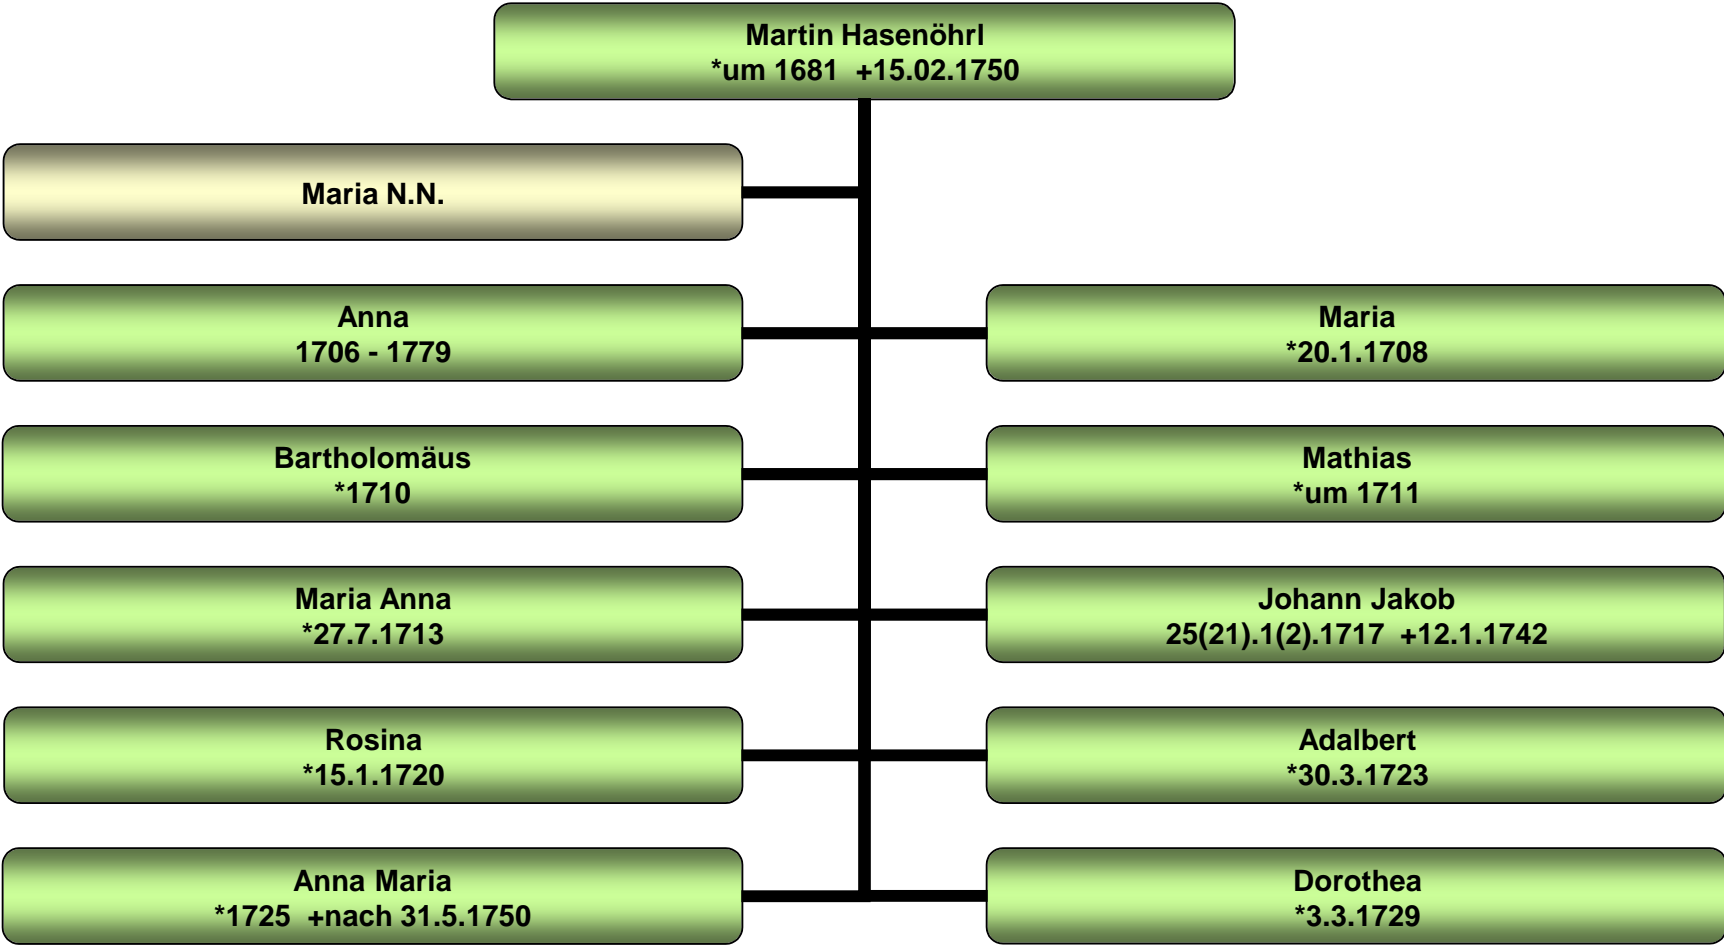 Martin Hasenöhrl
*um 1681  +15.02.1750
Maria N.N.
Anna
1706 - 1779
Maria
*20.1.1708
Bartholomäus
*1710
Mathias
*um 1711
Maria Anna
*27.7.1713
Johann Jakob
25(21).1(2).1717  +12.1.1742
Rosina
*15.1.1720
Adalbert
*30.3.1723
Anna Maria
*1725  +nach 31.5.1750
Dorothea
*3.3.1729